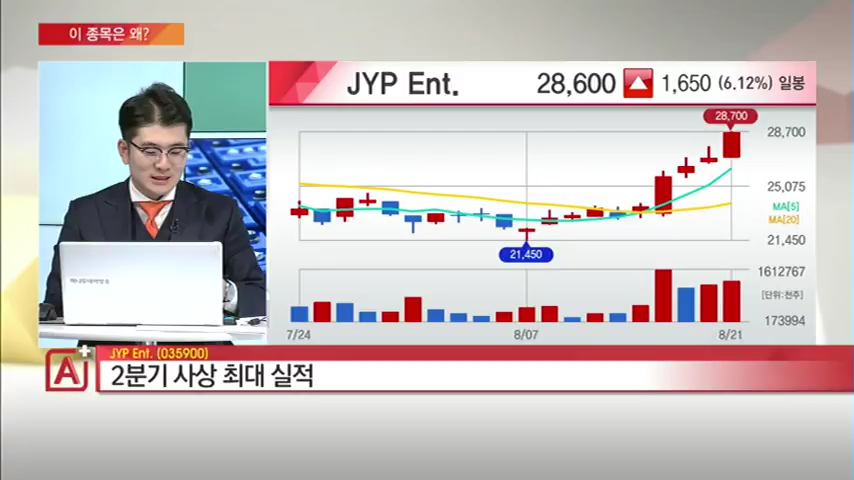 이 종목은 왜?
JYP Ent. 28,600 1,650 (6.12%) 일봉
28,700
28,700
25,075
MA[5]
MA[20]
21,450
21,450
1612767
[단위:천주]
173994
7/24 08/07 8/21
A+
JYP Ent. (035900)
2분기 사상 최대 실적